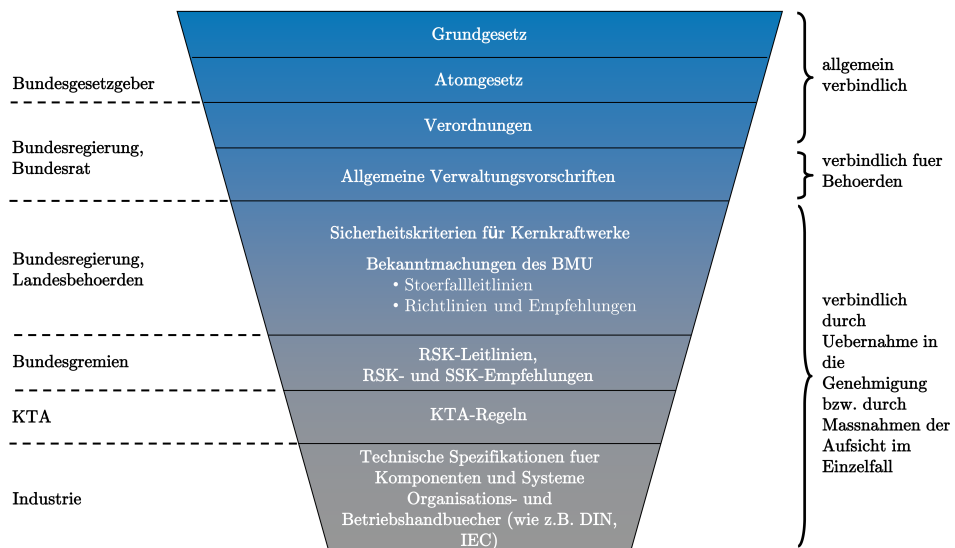 Grundgesetz
Atomgesetz
Verordnungen
Allgemeine Verwaltungsvorschriften
Sicherheitskriterien für Kernkraftwerke
Bekanntmachungen des BMU
• Stoerfallleitlinien
• Richtlinien und Empfehlungen
RSK-Leitlinien,
RSK- und SSK-Empfehlungen
KTA-Regeln
Technische Spezifikationen fuer
Komponenten und Systeme
Organisations- und
Betriebshandbuecher (wie z.B. DIN,
IEC)
Bundesgesetzgeber
Bundesregierung,
Bundesrat
Bundesregierung,
Landesbehoerden
Bundesgremien
KTA
Industrie
allgemein
verbindlich
verbindlich fuer
Behoerden
verbindlich
durch
Uebernahme in
die
Genehmigung
bzw. durch
Massnahmen der
Aufsicht im
Einzelfall